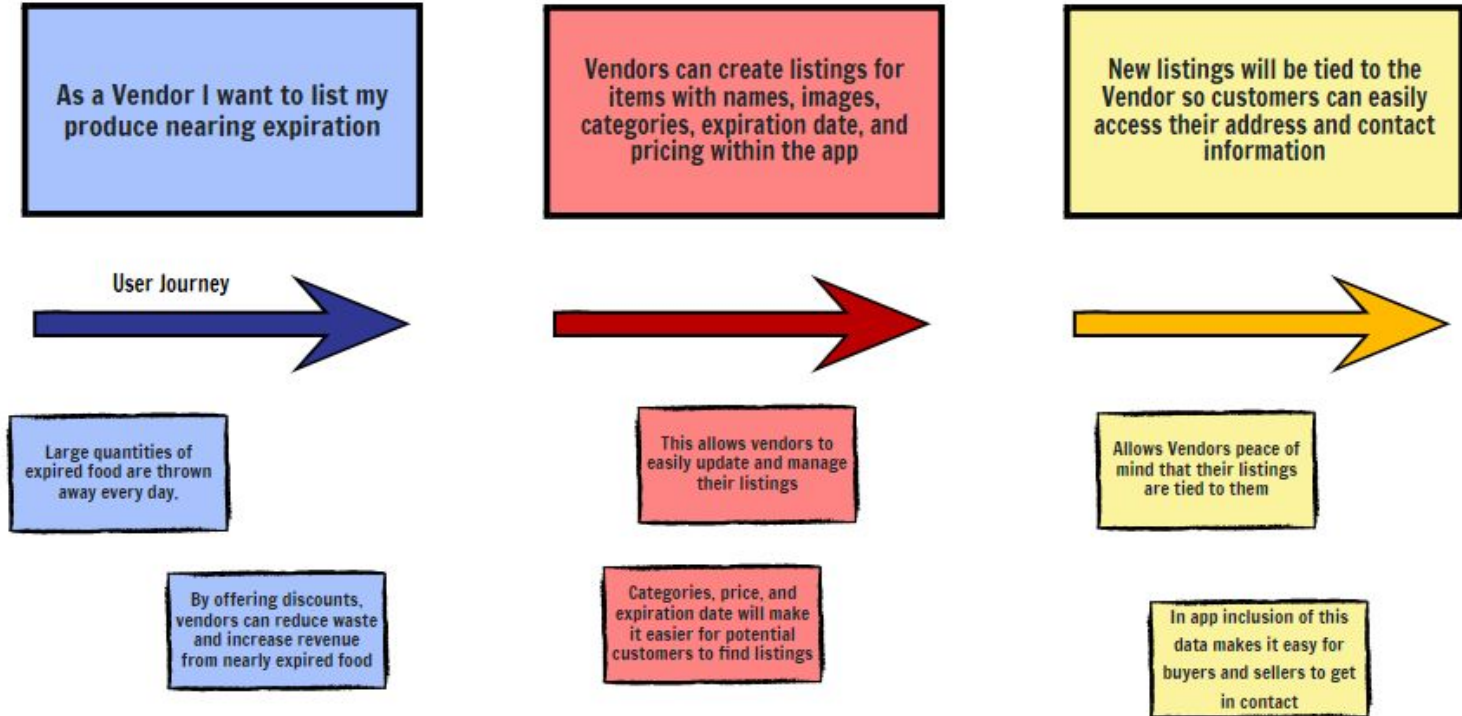 As a Vendor I want to list my
produce nearing expiration
Vendors can create listings for
items with names, images,
categories, expiration date, and
pricing within the app
New listings will be tied to the
Vendor so customers can easily
access their address and contact
information
User Journey
Large quantities of
expired food are thrown
away every day.
By offering discounts,
vendors can reduce waste
and increase revenue
from nearly expired food
This allows vendors to
easily update and manage
their listings
Categories, price, and
expiration date will make
it easier for potential
customers to find listings
Allows Vendors peace of
mind that their listings
are tied to them
In app inclusion of this
data makes it easy for
buyers and sellers to get
in contact